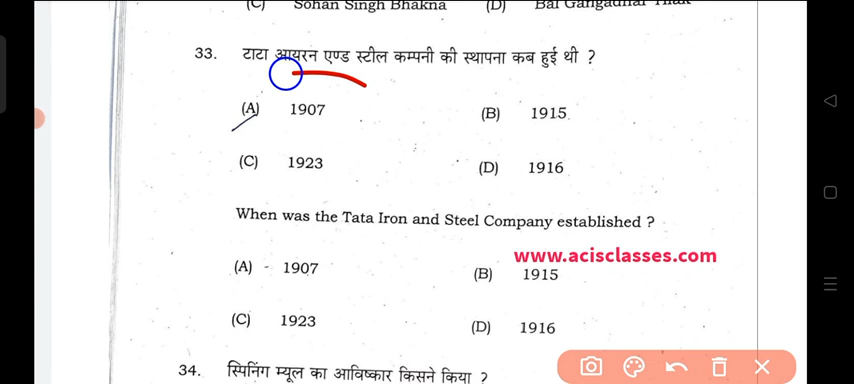 (C) Sohan Singh Bhakna (D) Bal Gangadhar Tilak
33. टाटा आयरन एण्ड स्टील कम्पनी की स्थापना कब हुई थी ?
(A) 1907 (B) 1915
(C) 1923 (D) 1916
When was the Tata Iron and Steel Company established ?
www.acisclasses.com
(A) - 1907 (B) 1915
(C) 1923 (D) 1916
34. स्पिनिंग म्यूल का आविष्कार किसने किया ?